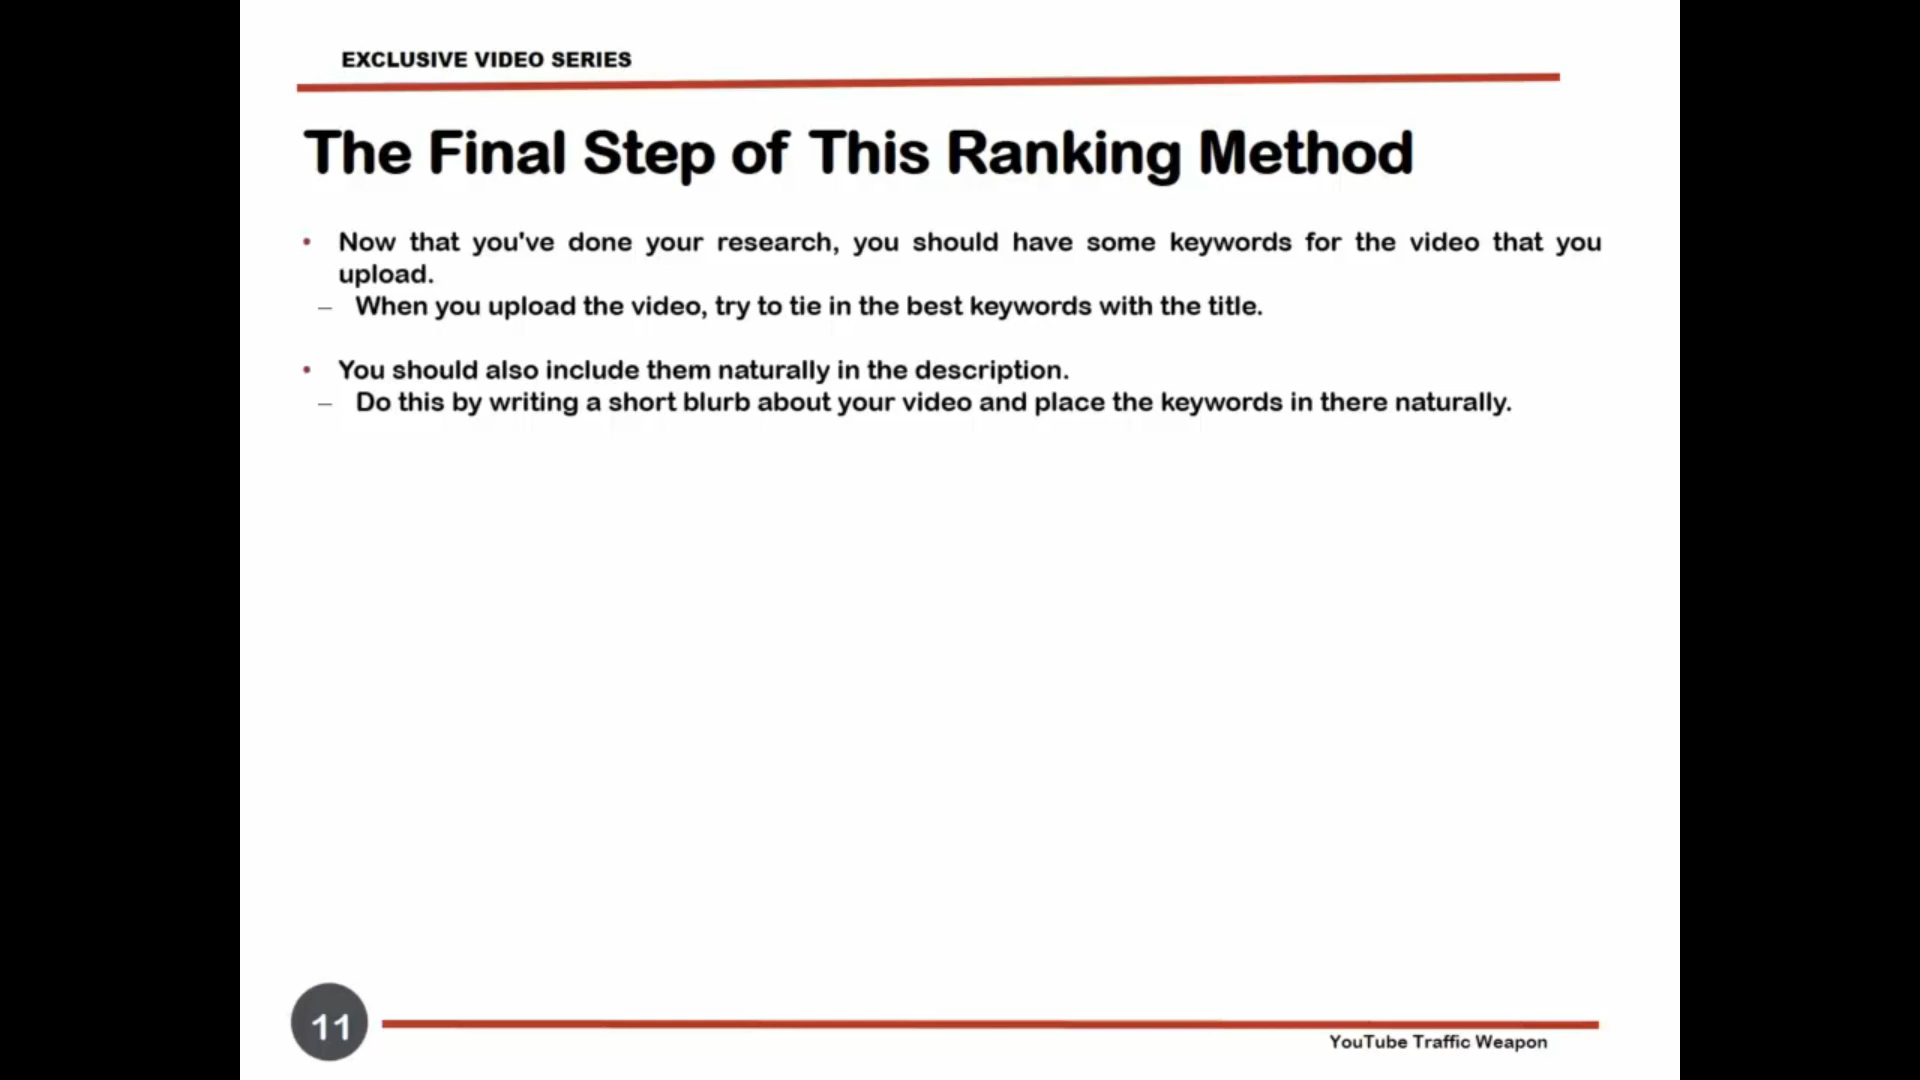 EXCLUSIVE VIDEO SERIES
The Final Step of This Ranking Method
• Now that you've done your research, you should have some keywords for the video that you
upload.
– When you upload the video, try to tie in the best keywords with the title.
• You should also include them naturally in the description.
– Do this by writing a short blurb about your video and place the keywords in there naturally.
11
YouTube Traffic Weapon